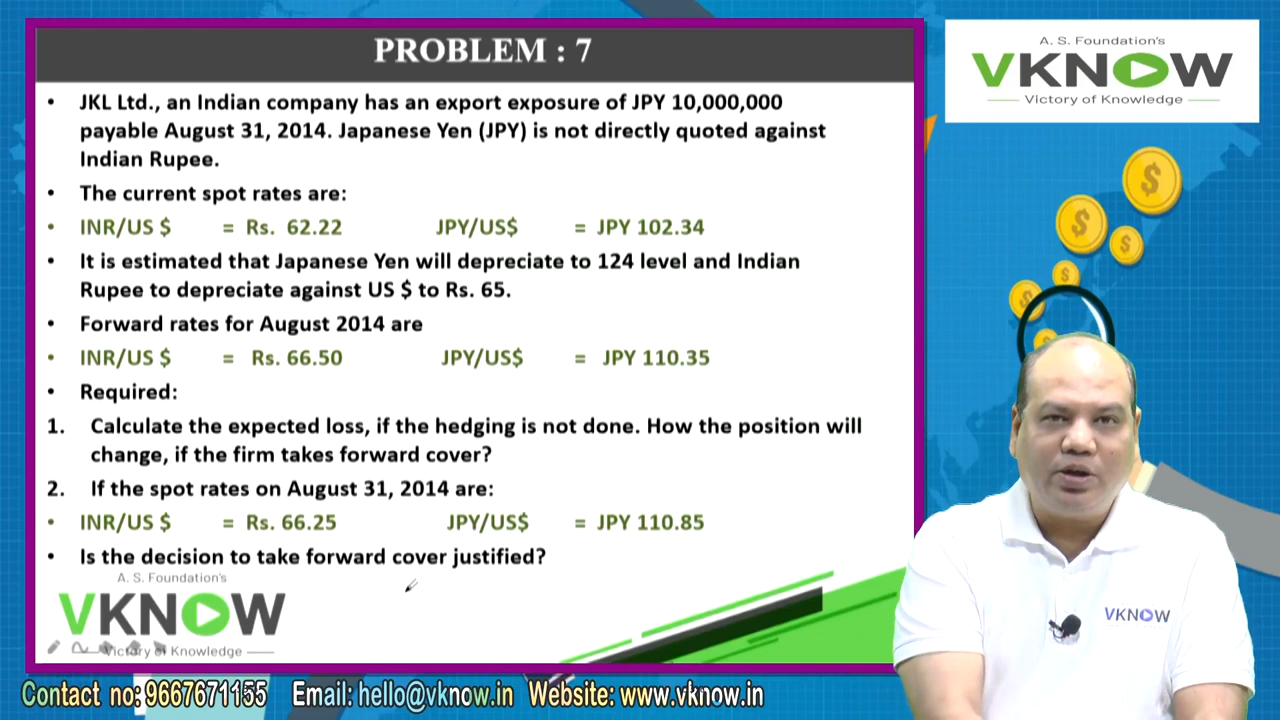 PROBLEM : 7
A. S. Foundation's
VKNOW
Victory of Knowledge
• JKL Ltd., an Indian company has an export exposure of JPY 10,000,000
payable August 31, 2014. Japanese Yen (JPY) is not directly quoted against
Indian Rupee.
• The current spot rates are:
• INR/US $ = Rs. 62.22 JPY/US$ = JPY 102.34
• It is estimated that Japanese Yen will depreciate to 124 level and Indian
Rupee to depreciate against US $ to Rs. 65.
• Forward rates for August 2014 are
• INR/US $ = Rs. 66.50 JPY/US$ = JPY 110.35
• Required:
1. Calculate the expected loss, if the hedging is not done. How the position will
change, if the firm takes forward cover?
2. If the spot rates on August 31, 2014 are:
• INR/US $ = Rs. 66.25 JPY/US$ = JPY 110.85
• Is the decision to take forward cover justified?
A. S. Foundation's
VKNOW
Victory of Knowledge
VKNOW
Contact no: 9667671155 Email: hello@vknow.in Website: www.vknow.in